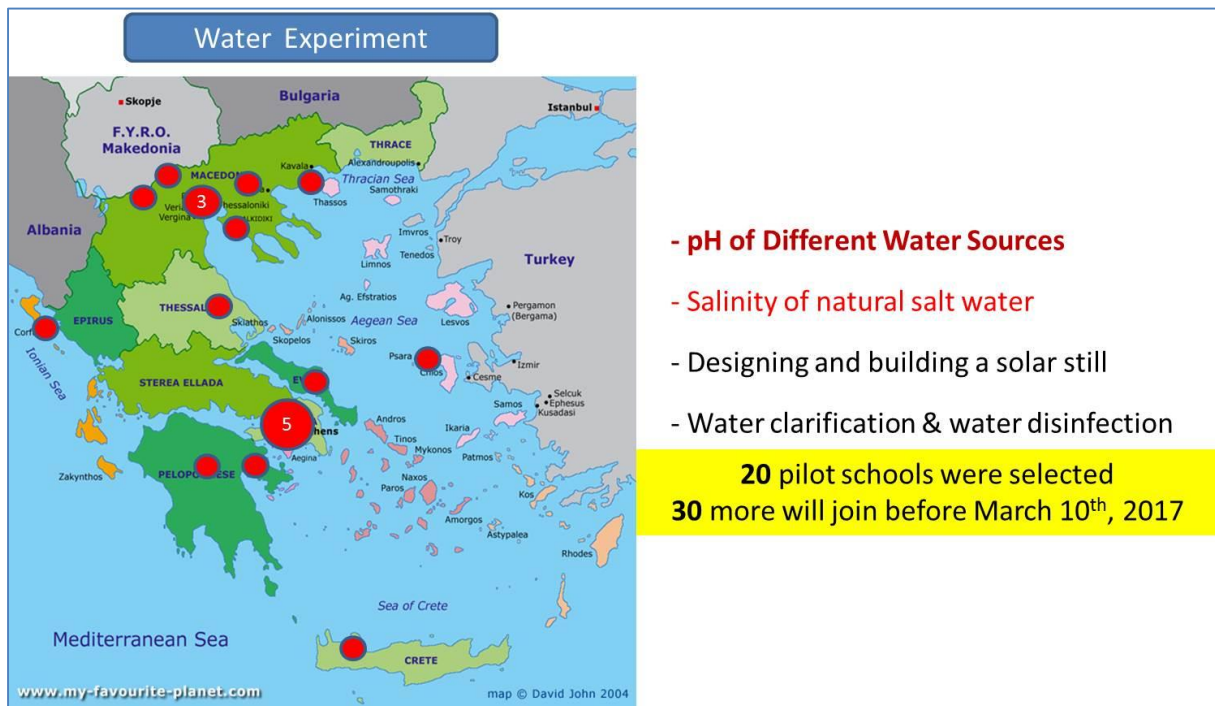 Water Experiment
Skopje
Bulgaria
Istanbul
F.Y.R.O.
Makedonia
THRACE
MACEDON
Kavala
Alexandroupolis
Thracian Sea
Samothraki
Thassos
3
Vergina
Albania
Imvros
Troy
Tenedos
Limnos
Turkey
Ag. Efstratios
THESSAL
EPIRUS
Skiathos
Alonissos
Aegean Sea
Lesvos
Pergamon
(Bergama)
Skopelos
Skiros
Ionian Sea
Psara
Izmir
Cesme
STEREA ELLADA
Selcuk
Ephesus
Kusadasi
5
Andros
Samos
Tinos
Ikaria
Mykonos
Patmos
Aegina
Zakynthos
Naxos
Paros
Kos
Amorgos
Astypalea
Rhodes
Sea of Crete
Mediterranean Sea
CRETE
www.my-favourite-planet.com
map © David John 2004
- pH of Different Water Sources
- Salinity of natural salt water
- Designing and building a solar still
- Water clarification & water disinfection
20 pilot schools were selected
30 more will join before March 10th, 2017